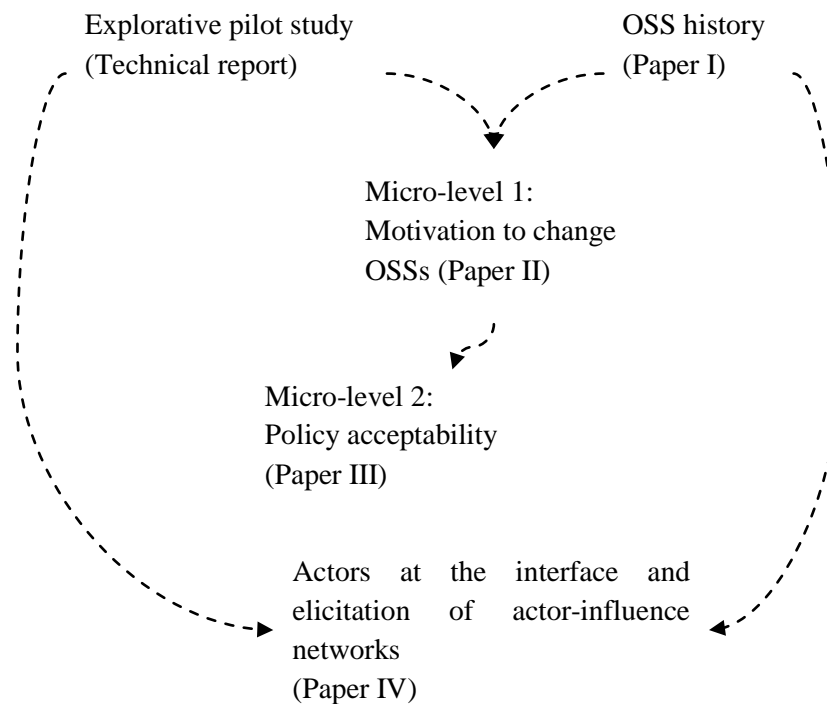 Explorative pilot study
(Technical report)
OSS history
(Paper I)
Micro-level 1:
Motivation to change
OSSs (Paper II)
Micro-level 2:
Policy acceptability
(Paper III)
Actors at the interface and
elicitation of actor-influence
networks
(Paper IV)